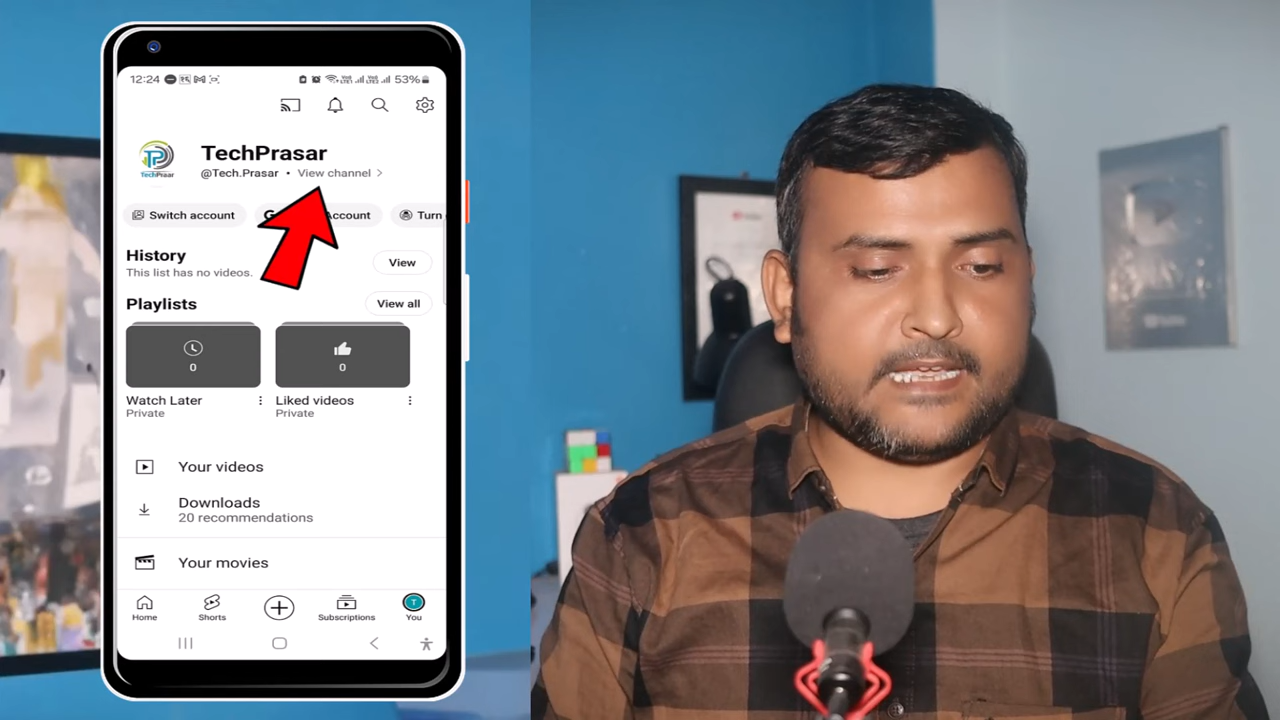 12:24
53%
TechPrasar
@Tech.Prasar • View channel >
Switch account
G
Account
Turn
History
This list has no videos.
View
Playlists
View all
0
0
Watch Later
Private
Liked videos
Private
Your videos
Downloads
20 recommendations
Your movies
Home
Shorts
Subscriptions
T
You